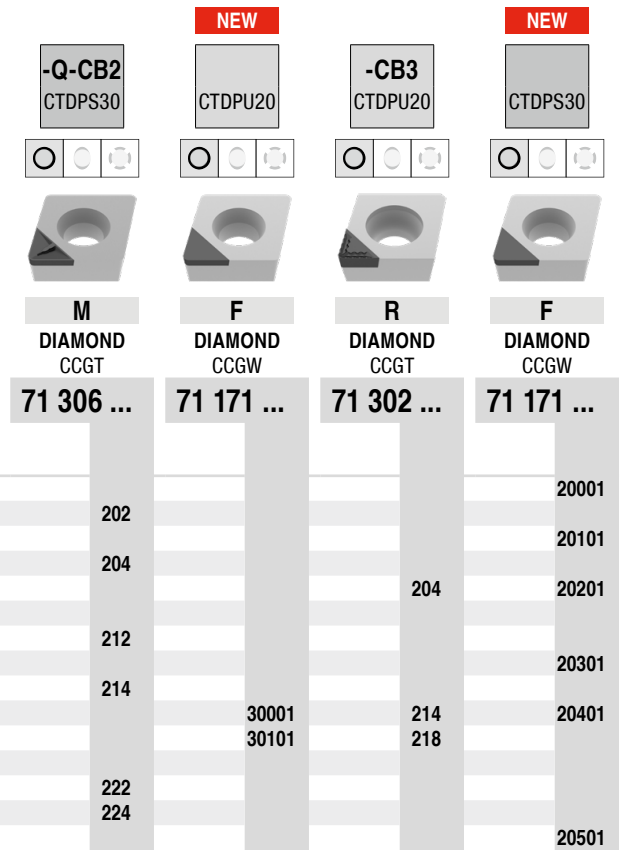 NEW NEW
-Q-CB2 -CB3
CTDPS30 CTDPU20 CTDPU20 CTDPS30
M F R F
DIAMOND DIAMOND DIAMOND DIAMOND
CCGT CCGW CCGT CCGW
71 306 ... 71 171 ... 71 302 ... 71 171 ...
20001
202
20101
204
204 20201
212
20301
214
30001 214 20401
30101 218
222
224
20501